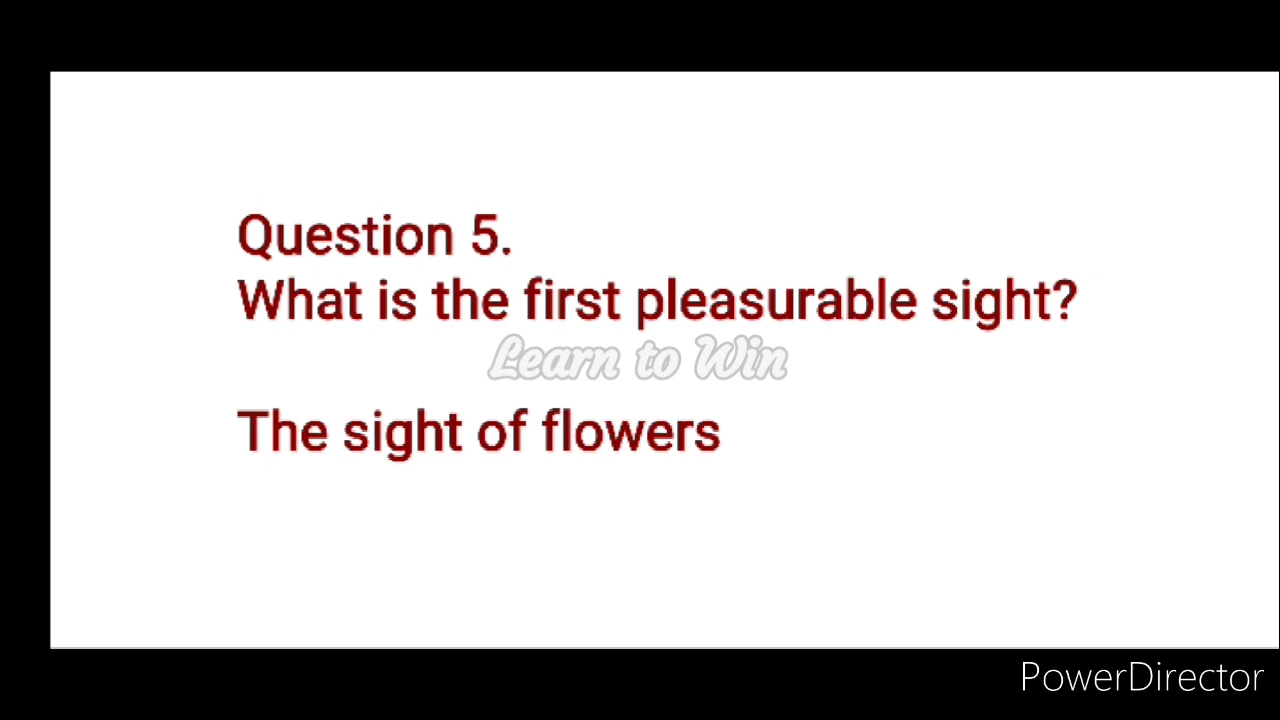 Question 5.
What is the first pleasurable sight?
Learn to Win
The sight of flowers
PowerDirector